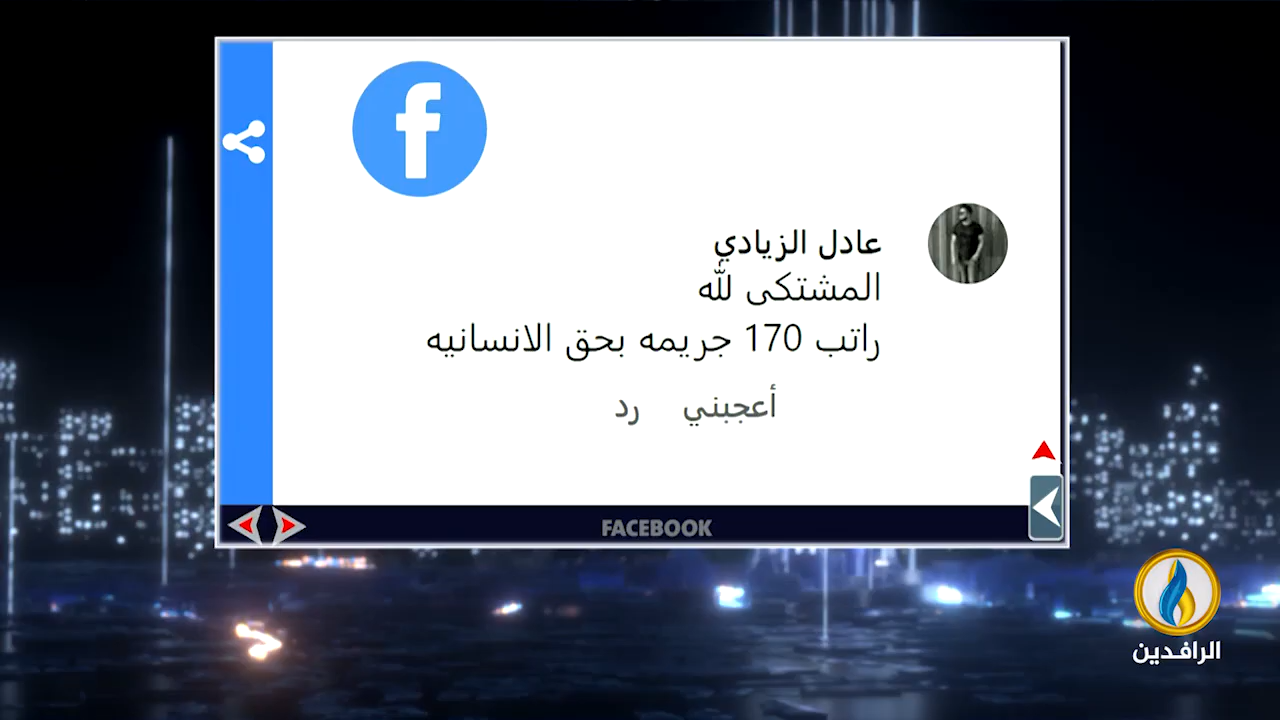 عادل الزيادي
المشتكى لله
راتب 170 جريمه بحق الانسانيه
أعجبني رد
FACEBOOK
الرافدين